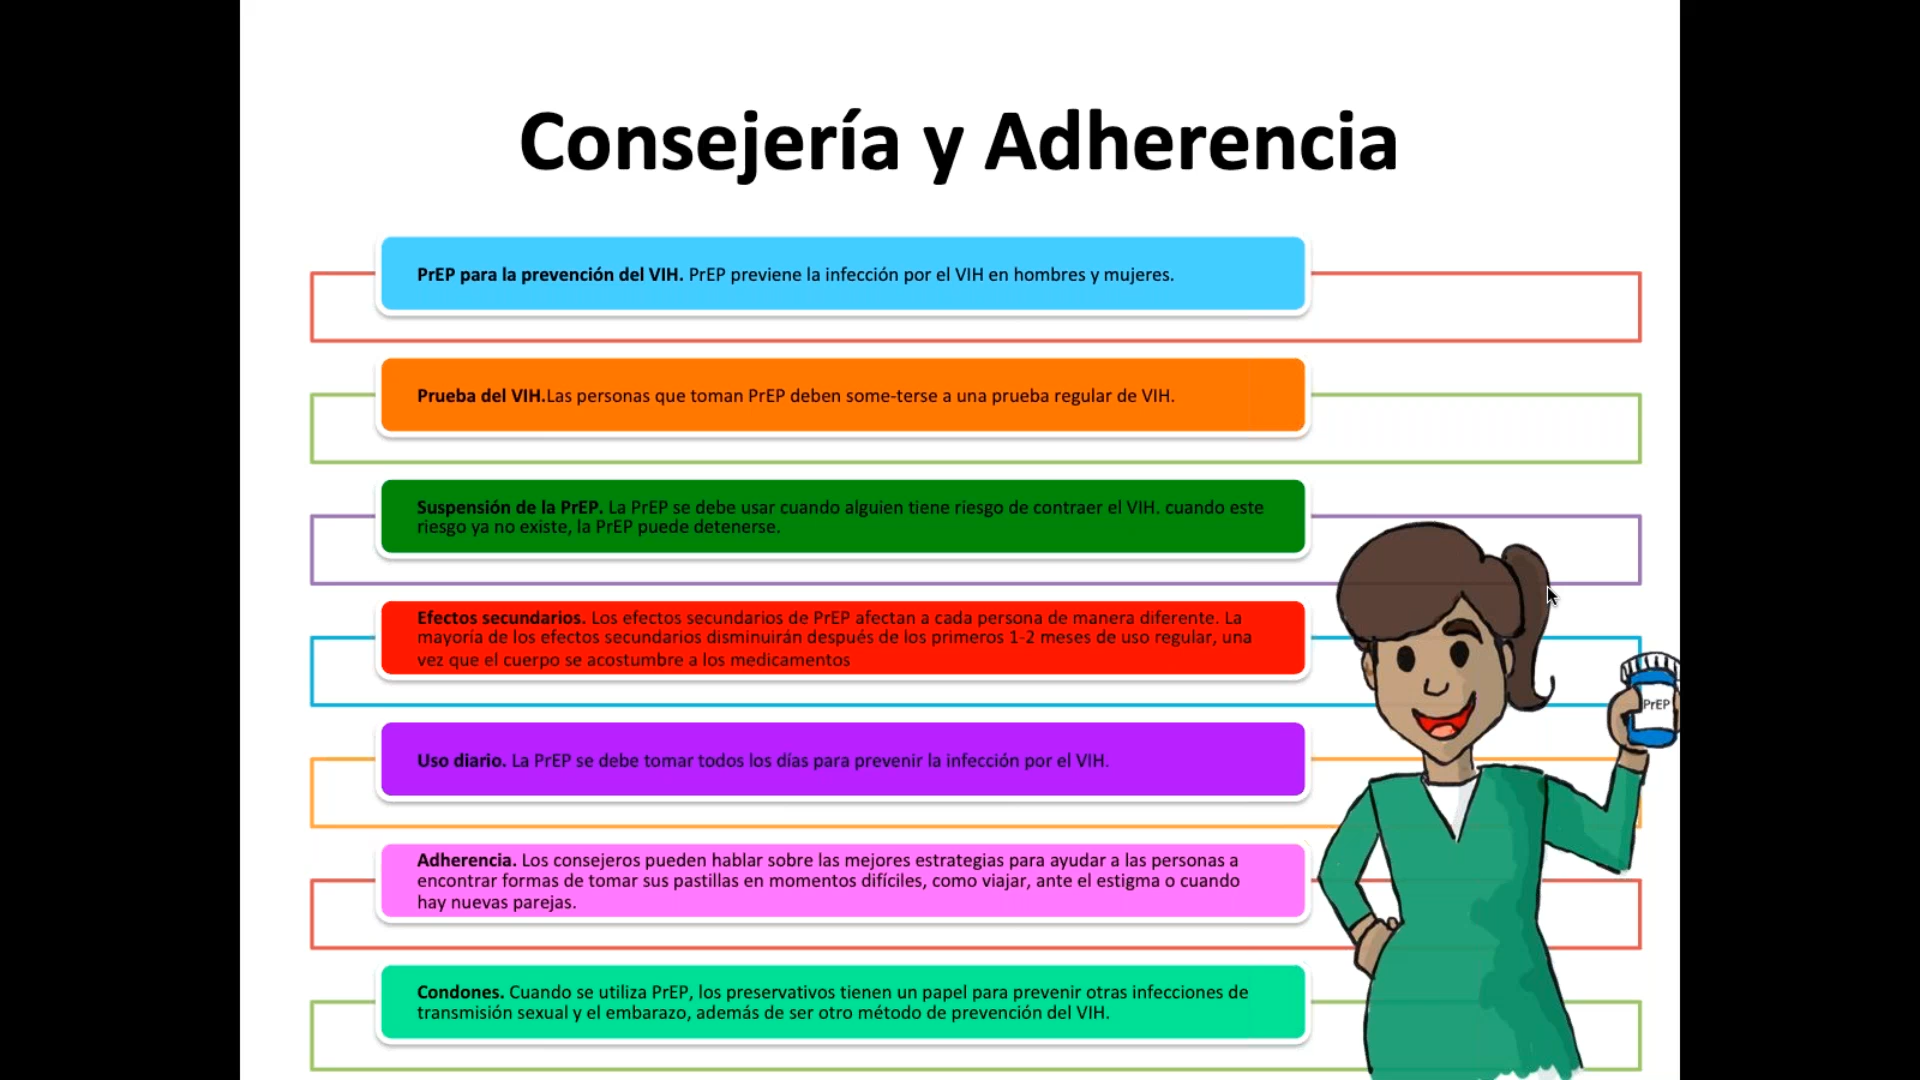 Consejería y Adherencia
PrEP para la prevención del VIH. PrEP previene la infección por el VIH en hombres y mujeres.
Prueba del VIH.Las personas que toman PrEP deben some-terse a una prueba regular de VIH.
Suspensión de la PrEP. La PrEP se debe usar cuando alguien tiene riesgo de contraer el VIH. cuando este
riesgo ya no existe, la PrEP puede detenerse.
Efectos secundarios. Los efectos secundarios de PrEP afectan a cada persona de manera diferente. La
mayoría de los efectos secundarios disminuirán después de los primeros 1-2 meses de uso regular, una
vez que el cuerpo se acostumbre a los medicamentos
PrEP
Uso diario. La PrEP se debe tomar todos los días para prevenir la infección por el VIH.
Adherencia. Los consejeros pueden hablar sobre las mejores estrategias para ayudar a las personas a
encontrar formas de tomar sus pastillas en momentos difíciles, como viajar, ante el estigma o cuando
hay nuevas parejas.
Condones. Cuando se utiliza PrEP, los preservativos tienen un papel para prevenir otras infecciones de
transmisión sexual y el embarazo, además de ser otro método de prevención del VIH.